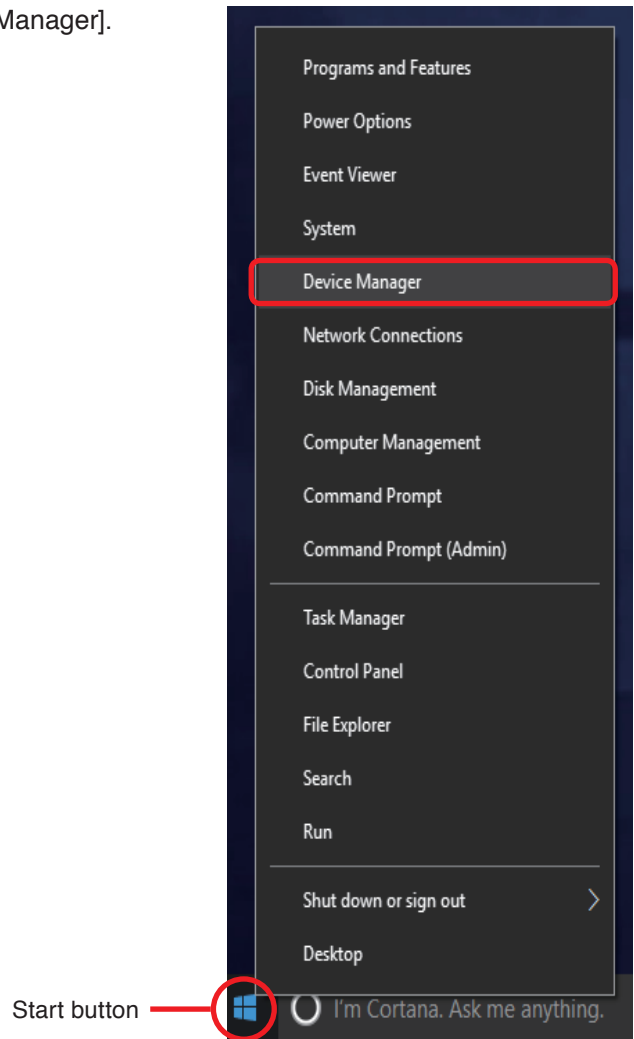 Manager].
Programs and Features
Power Options
Event Viewer
System
Device Manager
Network Connections
Disk Management
Computer Management
Command Prompt
Command Prompt (Admin)
Task Manager
Control Panel
File Explorer
Search
Run
Shut down or sign out
Desktop
Start button
I'm Cortana. Ask me anything.